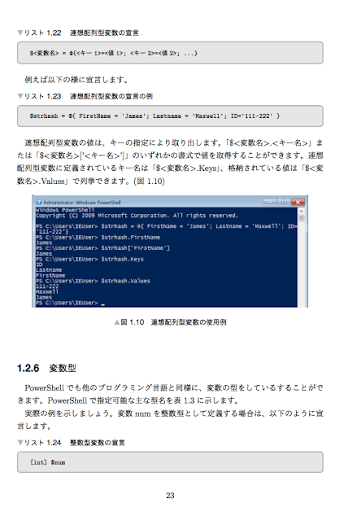 ▼リスト 1.22　連想配列型変数の宣言
$<変数名> = @{<キー 1>=<値 1>; <キー 2>=<値 2>; ...}
例えば以下の様に宣言します。
▼リスト 1.23　連想配列型変数の宣言の例
$strhash = @{ FirstName = 'James'; Lastname = 'Maxwell'; ID='111-222' }
連想配列型変数の値は、キーの指定により取り出します。「$<変数名>.<キー名>」ま
たは「$<変数名>['<キー名>']」のいずれかの書式で値を取得することができます。連想
配列型変数に定義されているキー名は「$<変数名>.Keys」、格納されている値は「$<変
数名>.Values」で列挙できます。(図 1.10)
Administrator: Windows PowerShell
Windows PowerShell
Copyright (C) 2009 Microsoft Corporation. All rights reserved.
PS C:\Users\IEUser> $strhash = @{ FirstName = 'James'; Lastname = 'Maxwell'; ID=
'111-222'}
PS C:\Users\IEUser> $strhash.FirstName
James
PS C:\Users\IEUser> $strhash['FirstName']
James
PS C:\Users\IEUser> $strhash.Keys
ID
Lastname
FirstName
PS C:\Users\IEUser> $strhash.Values
111-222
Maxwell
James
PS C:\Users\IEUser> _
▲図 1.10　連想配列型変数の使用例
1.2.6　変数型
PowerShell でも他のプログラミング言語と同様に、変数の型をしているすることがで
きます。PowerShell で指定可能な主な型名を表 1.3 に示します。
実際の例を示しましょう。変数 num を整数型として定義する場合は、以下のように宣
言します。
▼リスト 1.24　整数型変数の宣言
[int] $num
23